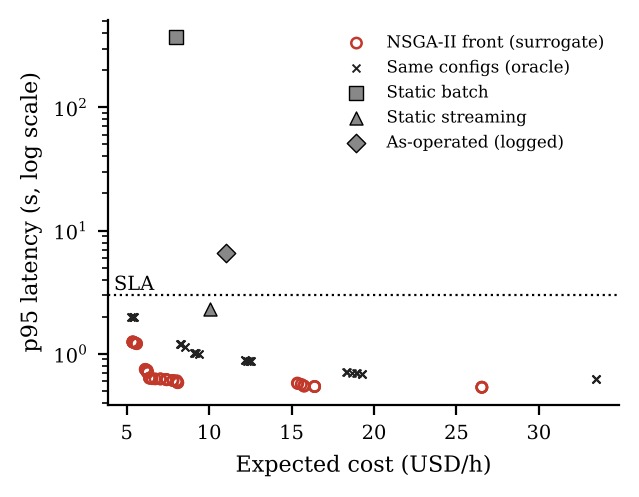 NSGA-II front (surrogate)
Same configs (oracle)
Static batch
Static streaming
As-operated (logged)
SLA
p95 latency (s, log scale)
10²
10¹
10⁰
5 10 15 20 25 30
Expected cost (USD/h)